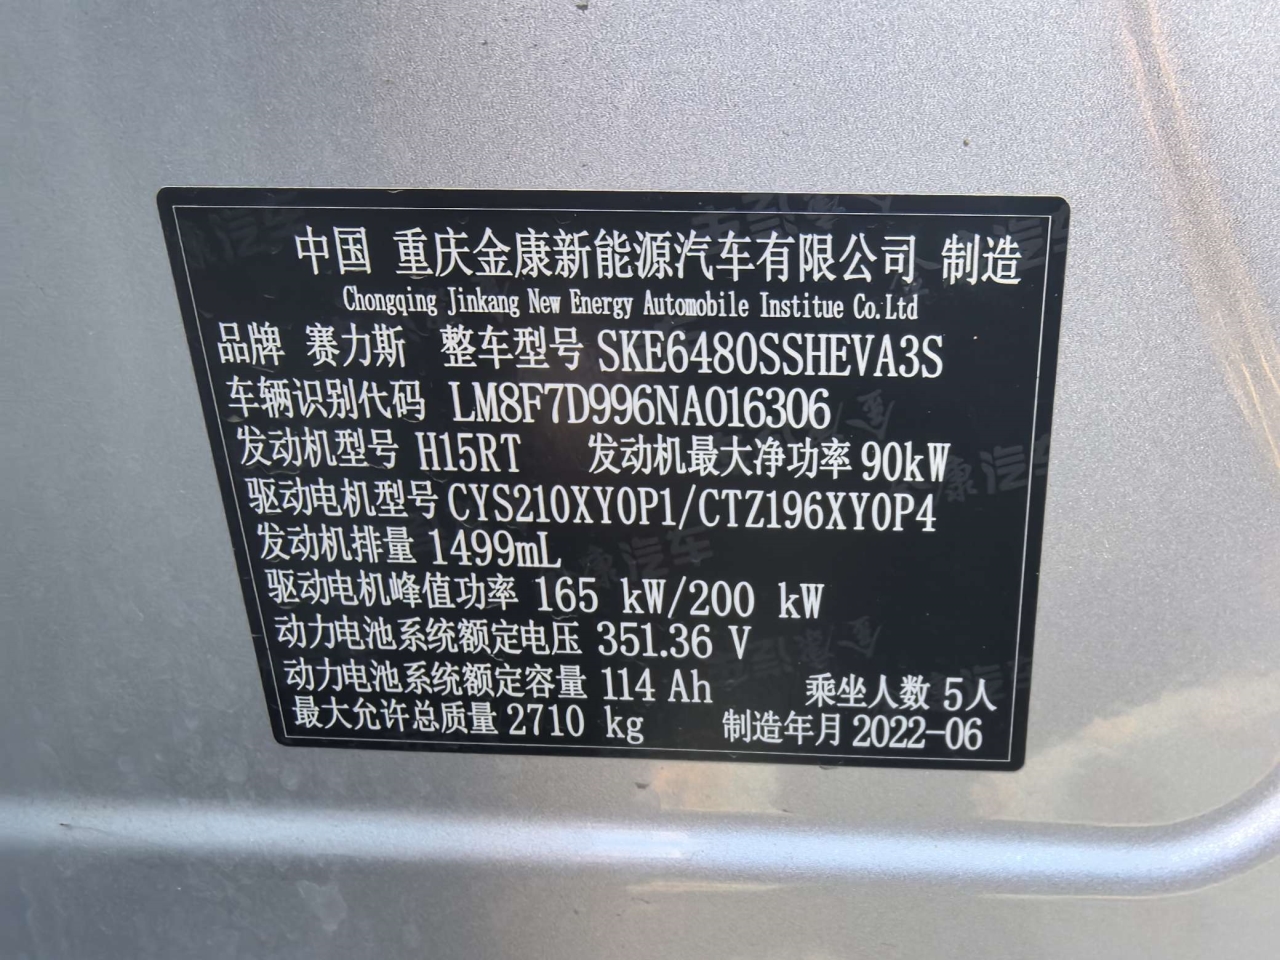 中国 重庆金康新能源汽车有限公司 制造
Chongqing Jinkang New Energy Automobile Institue Co.Ltd
品牌 赛力斯 整车型号 SKE6480SSHEVA3S
车辆识别代码 LM8F7D996NA016306
发动机型号 H15RT 发动机最大净功率 90kW
驱动电机型号 CYS210XY0P1/CTZ196XY0P4
发动机排量 1499mL
驱动电机峰值功率 165 kW/200 kW
动力电池系统额定电压 351.36 V
动力电池系统额定容量 114 Ah 乘坐人数 5人
最大允许总质量 2710 kg 制造年月 2022-06